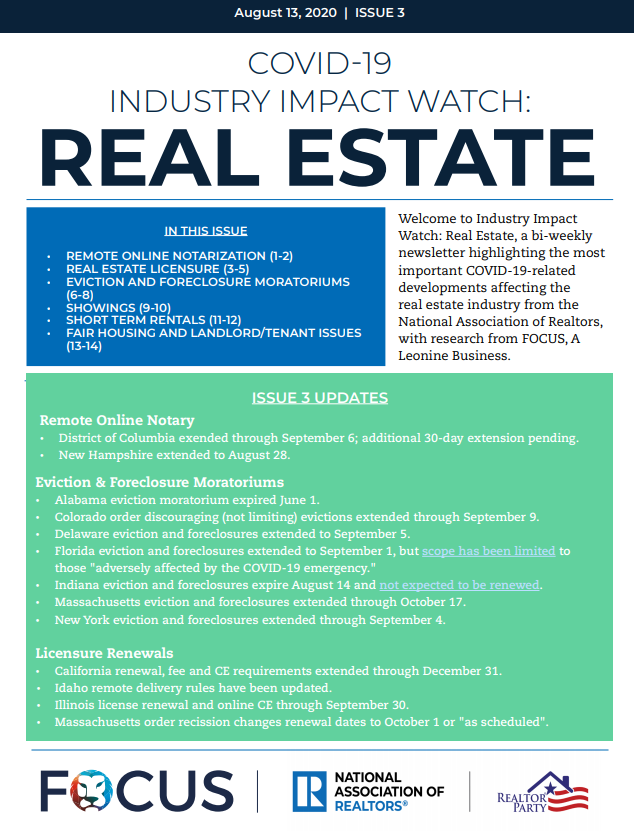 August 13, 2020 | ISSUE 3
COVID-19
INDUSTRY IMPACT WATCH:
REAL ESTATE
IN THIS ISSUE
• REMOTE ONLINE NOTARIZATION (1-2)
• REAL ESTATE LICENSURE (3-5)
• EVICTION AND FORECLOSURE MORATORIUMS
(6-8)
• SHOWINGS (9-10)
• SHORT TERM RENTALS (11-12)
• FAIR HOUSING AND LANDLORD/TENANT ISSUES
(13-14)
Welcome to Industry Impact
Watch: Real Estate, a bi-weekly
newsletter highlighting the most
important COVID-19-related
developments affecting the
real estate industry from the
National Association of Realtors,
with research from FOCUS, A
Leonine Business.
ISSUE 3 UPDATES
Remote Online Notary
• District of Columbia exended through September 6; additional 30-day extension pending.
• New Hampshire extended to August 28.
Eviction & Foreclosure Moratoriums
• Alabama eviction moratorium expired June 1.
• Colorado order discouraging (not limiting) evictions extended through September 9.
• Delaware eviction and foreclosures extended to September 5.
• Florida eviction and foreclosures extended to September 1, but scope has been limited to
those "adversely affected by the COVID-19 emergency."
• Indiana eviction and foreclosures expire August 14 and not expected to be renewed.
• Massachusetts eviction and foreclosures extended through October 17.
• New York eviction and foreclosures extended through September 4.
Licensure Renewals
• California renewal, fee and CE requirements extended through December 31.
• Idaho remote delivery rules have been updated.
• Illinois license renewal and online CE through September 30.
• Massachusetts order recission changes renewal dates to October 1 or "as scheduled".
FOCUS
R
NATIONAL
ASSOCIATION OF
REALTORS®
REALTOR
PARTY